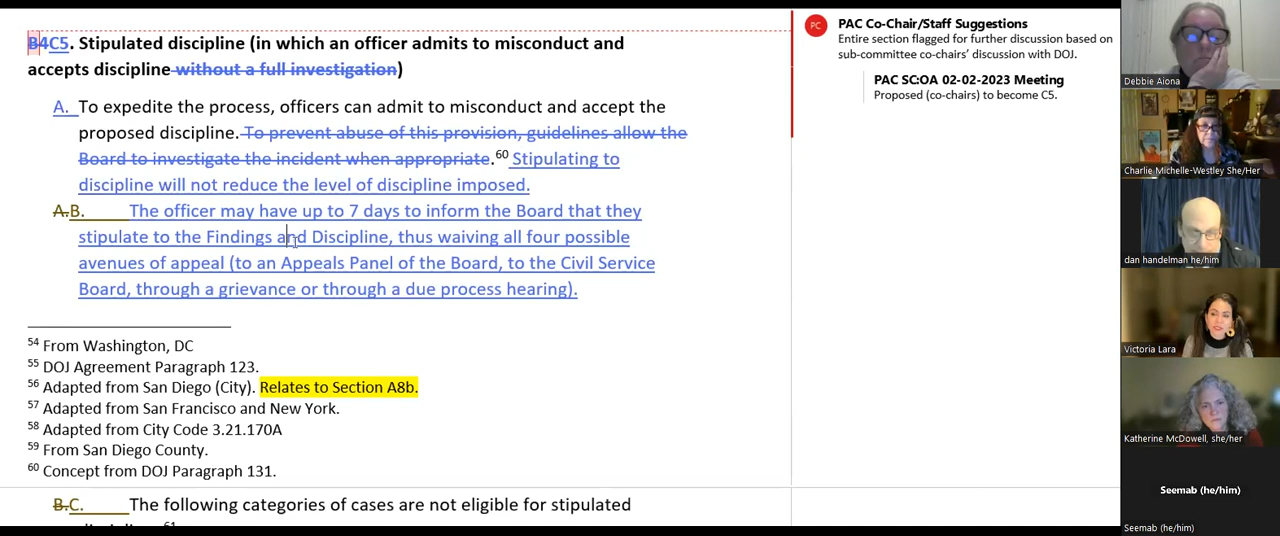 B4C5. Stipulated discipline (in which an officer admits to misconduct and
accepts discipline without a full investigation)
A. To expedite the process, officers can admit to misconduct and accept the
proposed discipline. To prevent abuse of this provision, guidelines allow the
Board to investigate the incident when appropriate.60 Stipulating to
discipline will not reduce the level of discipline imposed.
A.B. The officer may have up to 7 days to inform the Board that they
stipulate to the Findings and Discipline, thus waiving all four possible
avenues of appeal (to an Appeals Panel of the Board, to the Civil Service
Board, through a grievance or through a due process hearing).
54 From Washington, DC
55 DOJ Agreement Paragraph 123.
56 Adapted from San Diego (City). Relates to Section A8b.
57 Adapted from San Francisco and New York.
58 Adapted from City Code 3.21.170A
59 From San Diego County.
60 Concept from DOJ Paragraph 131.
B.C. The following categories of cases are not eligible for stipulated
PC
PAC Co-Chair/Staff Suggestions
Entire section flagged for further discussion based on
sub-committee co-chairs' discussion with DOJ.
PAC SC:OA 02-02-2023 Meeting
Proposed (co-chairs) to become C5.
Debbie Aiona
Charlie Michelle-Westley She/Her
dan handelman he/him
Victoria Lara
Katherine McDowell, she/her
Seemab (he/him)
Seemab (he/him)